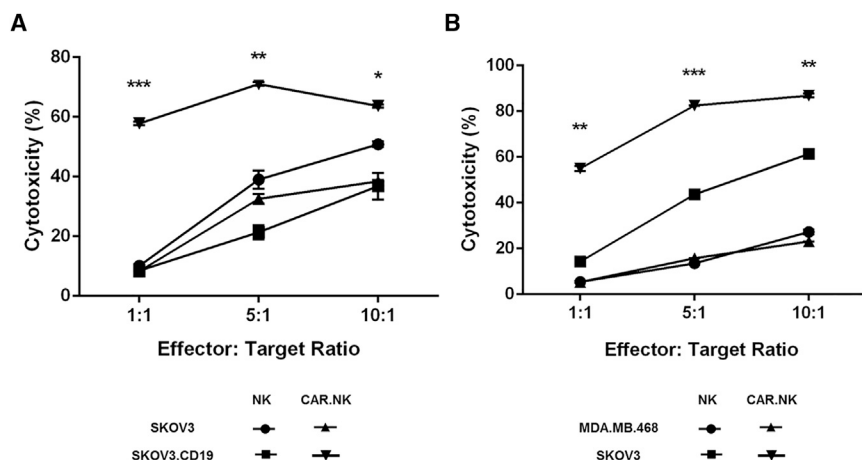 A
Cytotoxicity (%)
80
60
40
20
0
***
**
*
1:1
5:1
10:1
Effector: Target Ratio
NK CAR.NK
SKOV3
SKOV3.CD19
B
Cytotoxicity (%)
100
80
60
40
20
0
**
***
**
1:1
5:1
10:1
Effector: Target Ratio
NK CAR.NK
MDA.MB.468
SKOV3